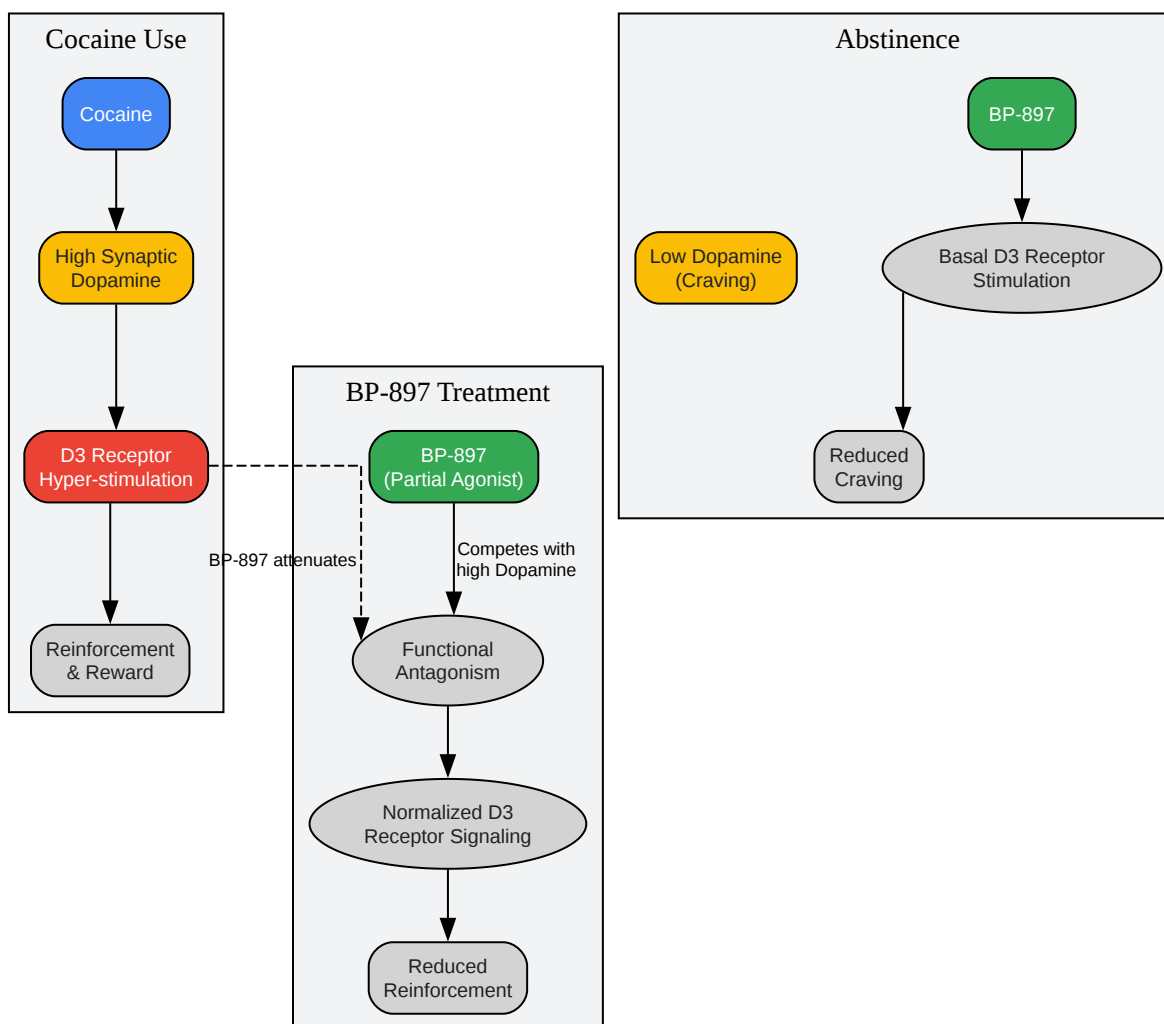 Cocaine Use
Cocaine
High Synaptic
Dopamine
D3 Receptor
Hyper-stimulation
Reinforcement
& Reward
BP-897 attenuates
BP-897 Treatment
BP-897
(Partial Agonist)
Competes with
high Dopamine
Functional
Antagonism
Normalized D3
Receptor Signaling
Reduced
Reinforcement
Abstinence
BP-897
Low Dopamine
(Craving)
Basal D3 Receptor
Stimulation
Reduced
Craving